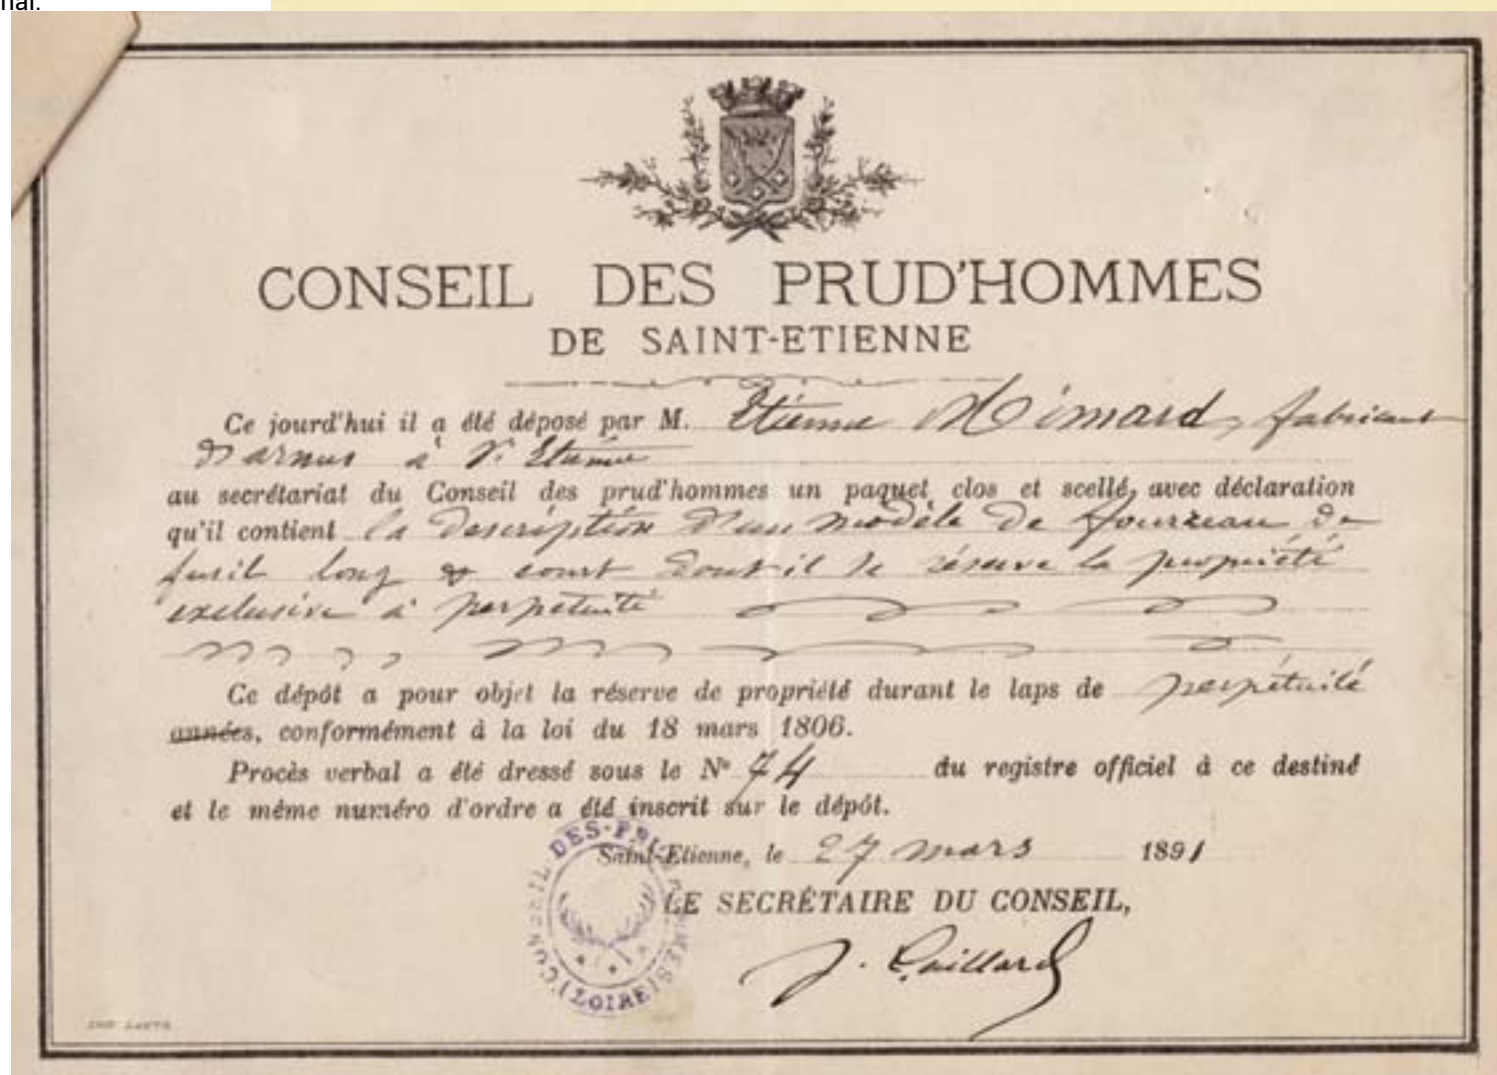 nal.
CONSEIL DES PRUD'HOMMES
DE SAINT-ETIENNE
Ce jourd'hui il a été déposé par M. Etienne Mimard, fabricant
d'armes à St Etienne
au secrétariat du Conseil des prud'hommes un paquet clos et scellé, avec déclaration
qu'il contient la description d'un modèle de fourreau de
fusil long & court dont il se réserve la propriété
exclusive à perpétuité
Ce dépôt a pour objet la réserve de propriété durant le laps de perpétuité
années, conformément à la loi du 18 mars 1806.
Procès verbal a été dressé sous le N° 74 du registre officiel à ce destiné
et le même numéro d'ordre a été inscrit sur le dépôt.
Saint-Etienne, le 27 mars 1891
LE SECRÉTAIRE DU CONSEIL,
CONSEIL DES PRUD'HOMMES (LOIRE)